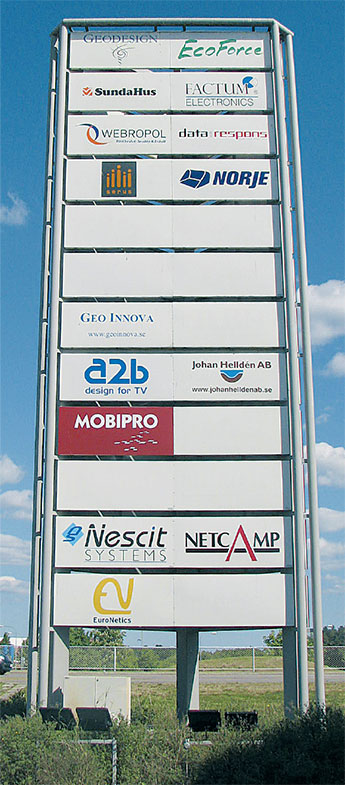 GEODESIGN
EcoForce
SundaHus
FACTUM
ELECTRONICS
WEBROPOL
data respons
NORJE
GEO INNOVA
www.geoinnova.se
a2b
design for TV
Johan Helldén AB
www.johanhelldenab.se
MOBIPRO
Nescit
SYSTEMS
NETCAMP
EuroNetics